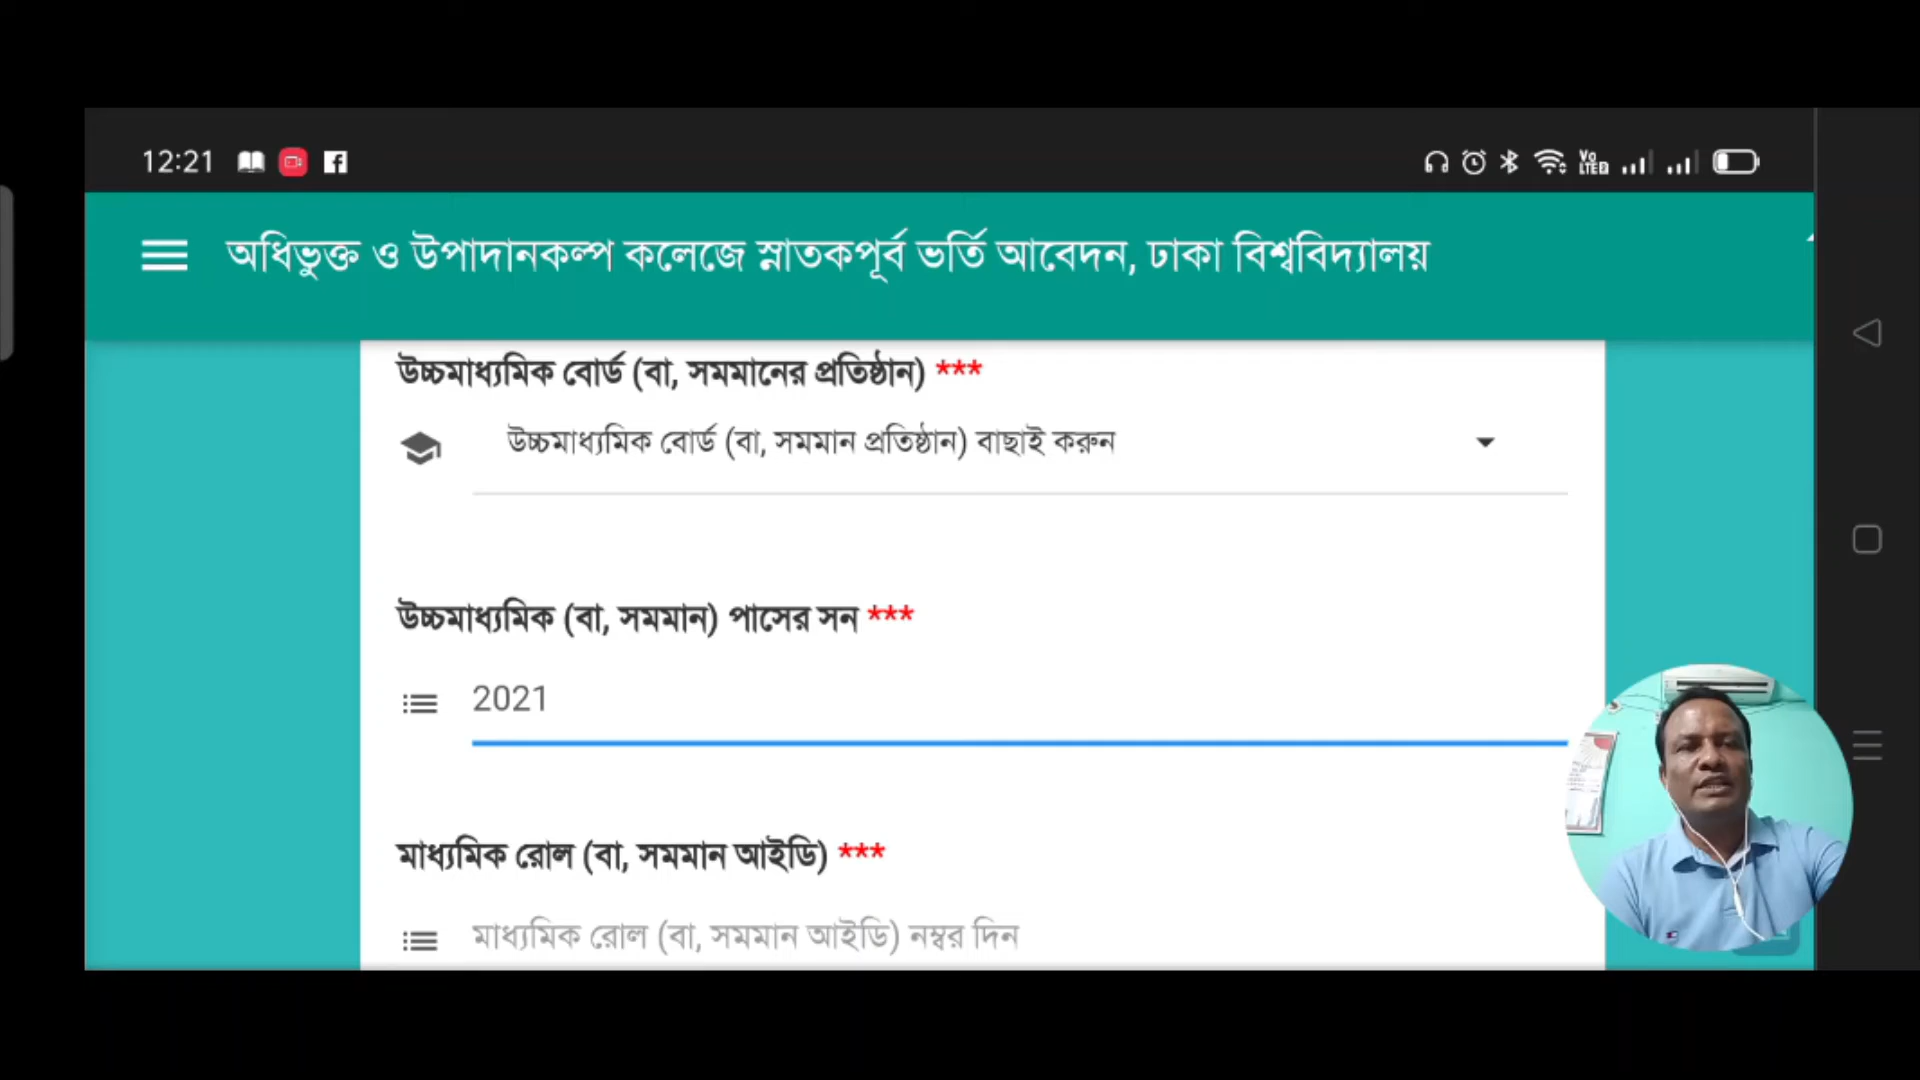 12:21
অধিভুক্ত ও উপাদানকল্প কলেজে স্নাতকপূর্ব ভর্তি আবেদন, ঢাকা বিশ্ববিদ্যালয়
উচ্চমাধ্যমিক বোর্ড (বা, সমমানের প্রতিষ্ঠান) ***
উচ্চমাধ্যমিক বোর্ড (বা, সমমান প্রতিষ্ঠান) বাছাই করুন
উচ্চমাধ্যমিক (বা, সমমান) পাসের সন ***
2021
মাধ্যমিক রোল (বা, সমমান আইডি) ***
মাধ্যমিক রোল (বা, সমমান আইডি) নম্বর দিন